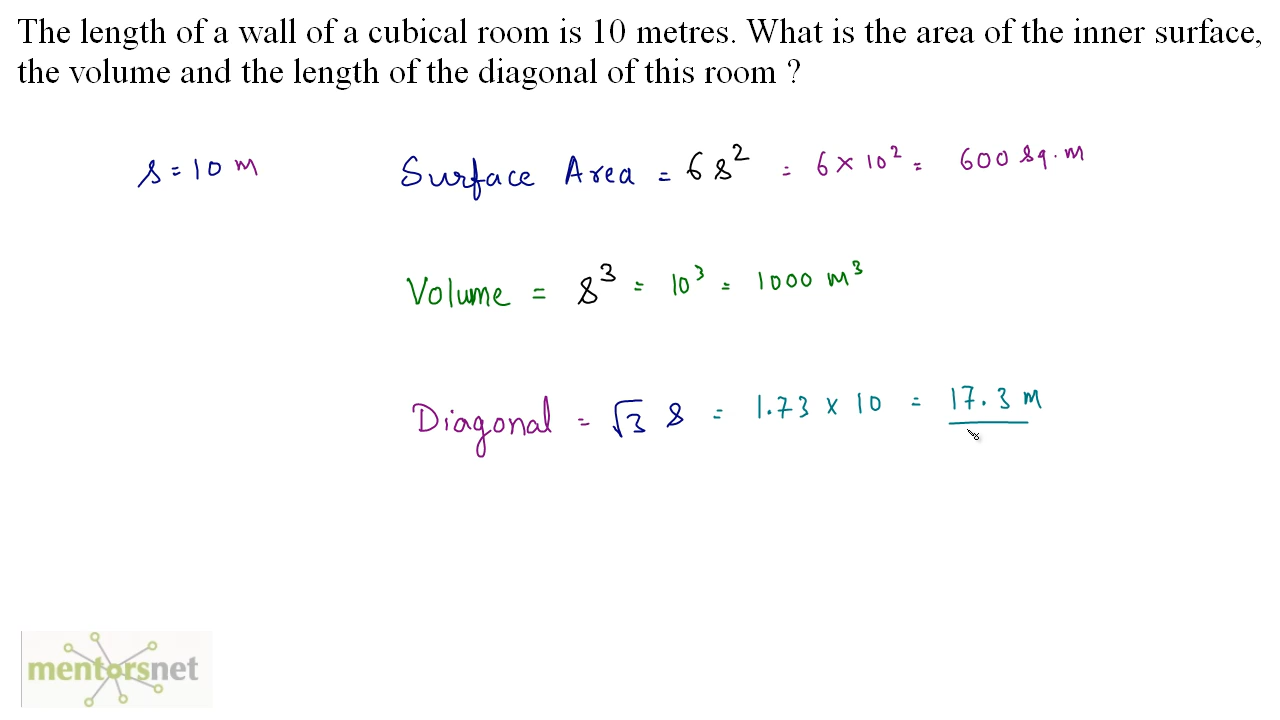 The length of a wall of a cubical room is 10 metres. What is the area of the inner surface,
the volume and the length of the diagonal of this room ?
s = 10 m
Surface Area = 6s² = 6 × 10² = 600 sq.m
Volume = s³ = 10³ = 1000 m³
Diagonal = √3 s = 1.73 × 10 = 17.3 m
mentorsnet